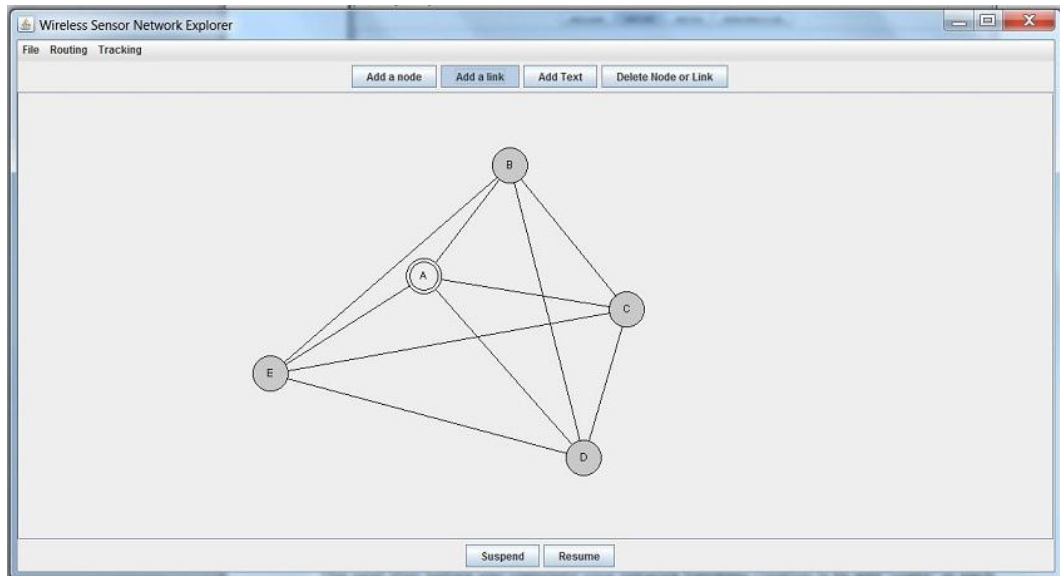 Wireless Sensor Network Explorer
File Routing Tracking
Add a node Add a link Add Text Delete Node or Link
B
A
C
E
D
Suspend Resume